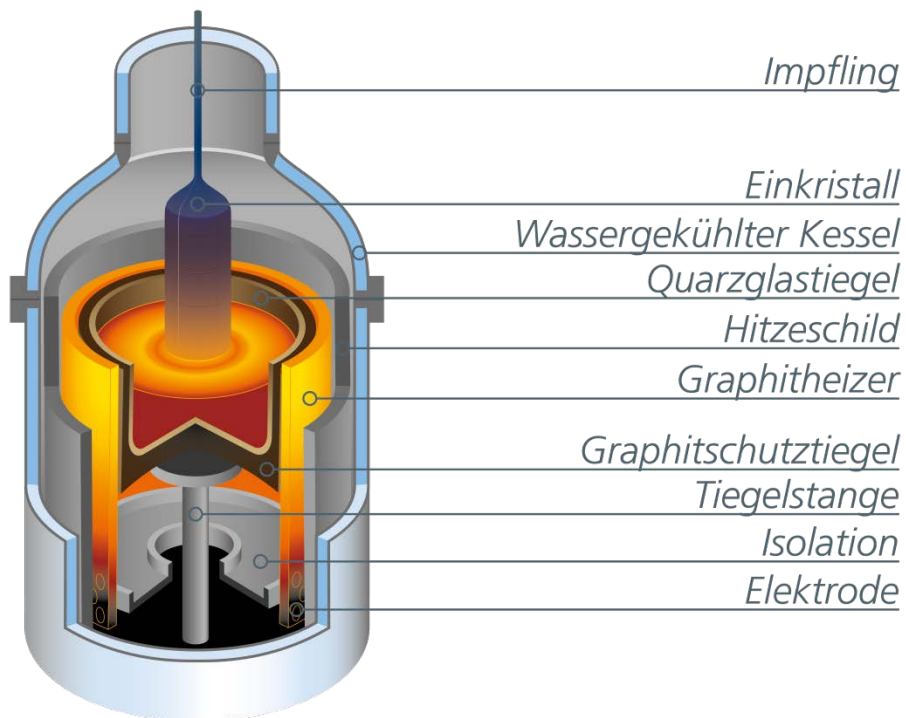 Impfling
Einkristall
Wassergekühlter Kessel
Quarzglastiegel
Hitzeschild
Graphitheizer
Graphitschutztiegel
Tiegelstange
Isolation
Elektrode